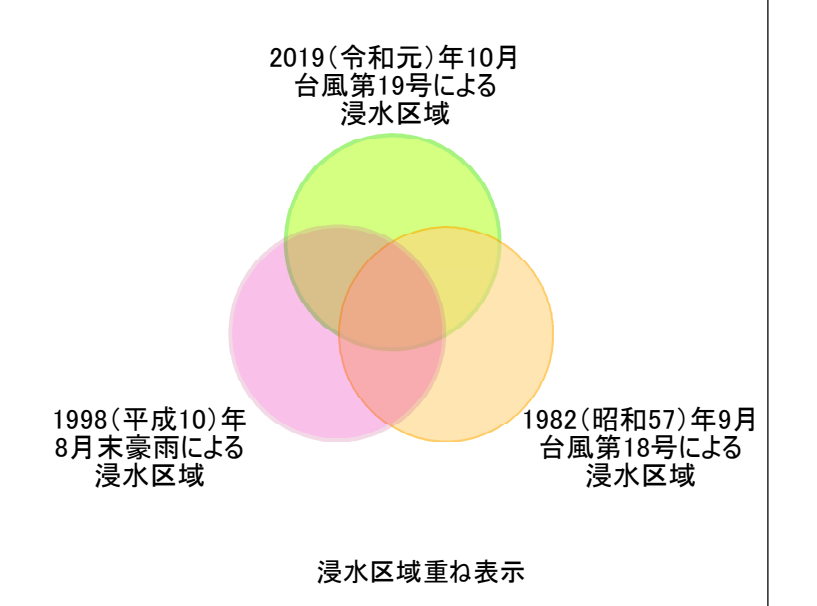 2019(令和元)年10月
台風第19号による
浸水区域
1998(平成10)年
8月末豪雨による
浸水区域
1982(昭和57)年9月
台風第18号による
浸水区域
浸水区域重ね表示